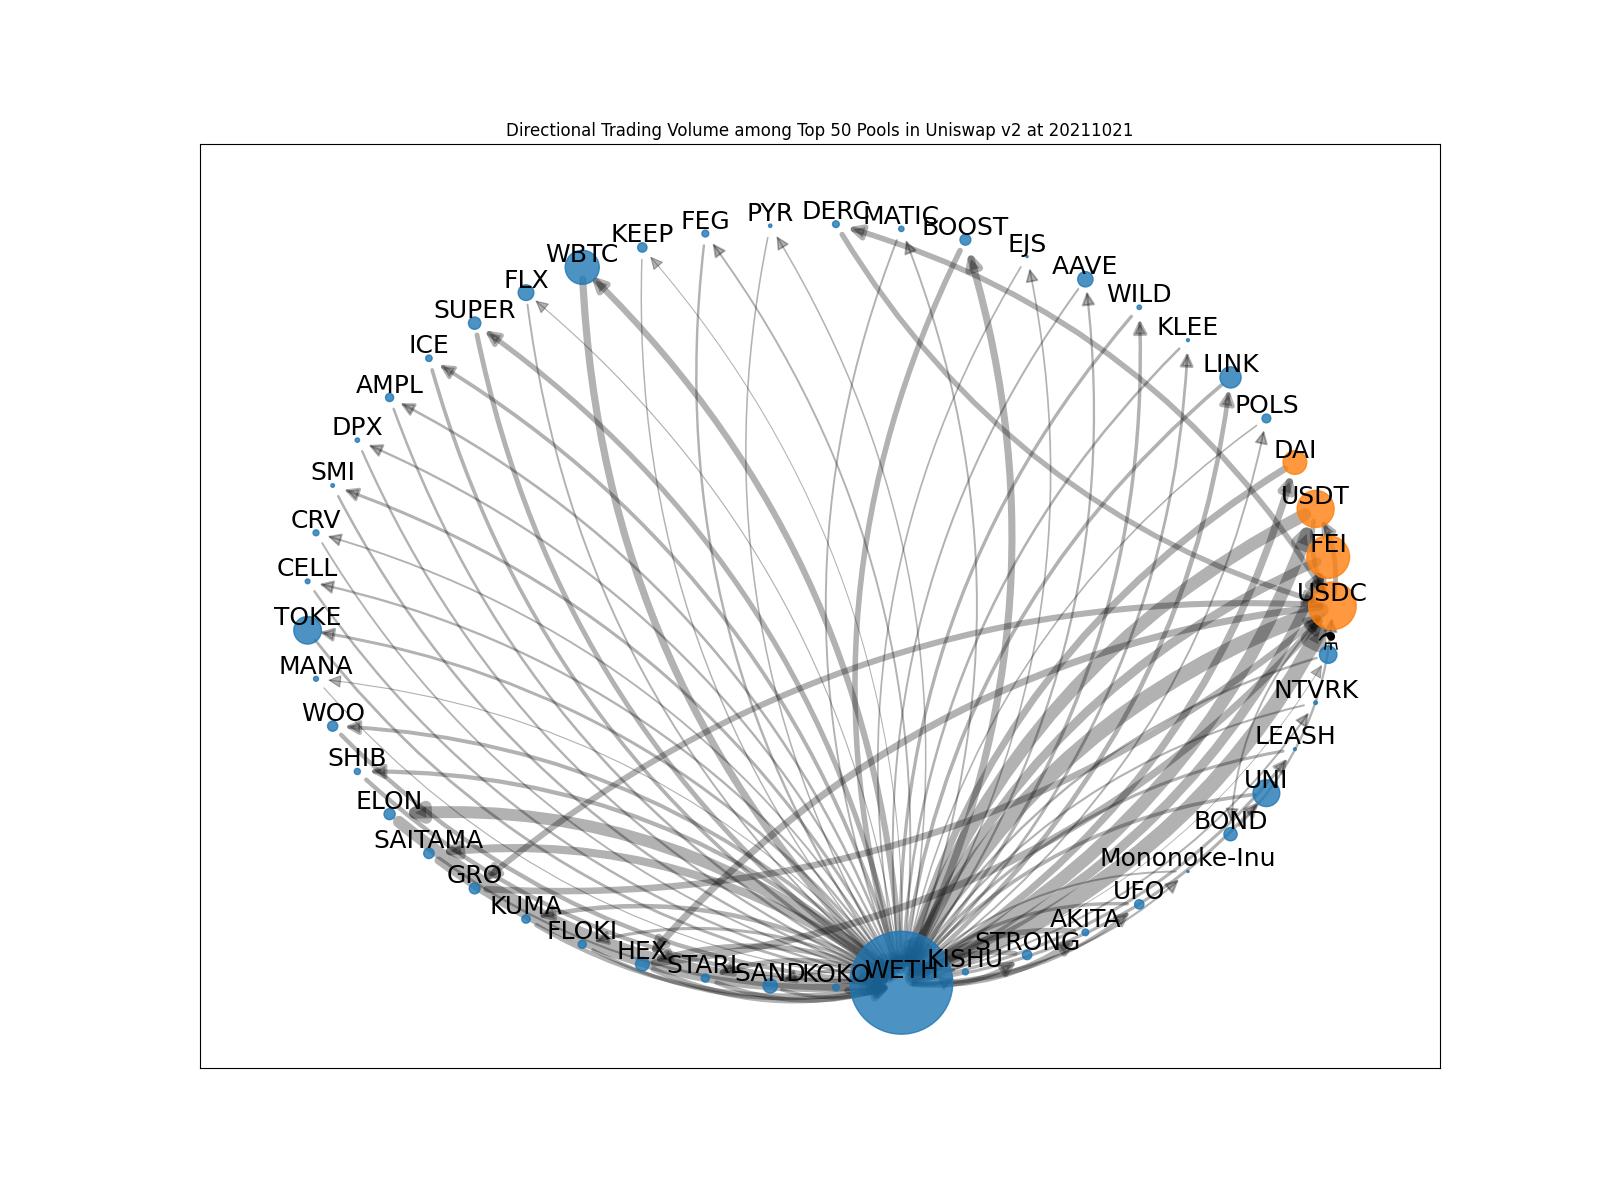 Directional Trading Volume among Top 50 Pools in Uniswap v2 at 20211021
DERC
MATIC
PYR
FEG
BOOST
KEEP
EJS
WBTC
AAVE
FLX
WILD
SUPER
KLEE
ICE
LINK
AMPL
POLS
DPX
DAI
SMI
USDT
CRV
FEI
CELL
USDC
TOKE
MANA
NTVRK
WOO
LEASH
SHIB
UNI
ELON
BOND
SAITAMA
Mononoke-Inu
GRO
UFO
KUMA
AKITA
FLOKI
STRONG
HEX
KISHU
STARL
WETH
SAND
KOKO